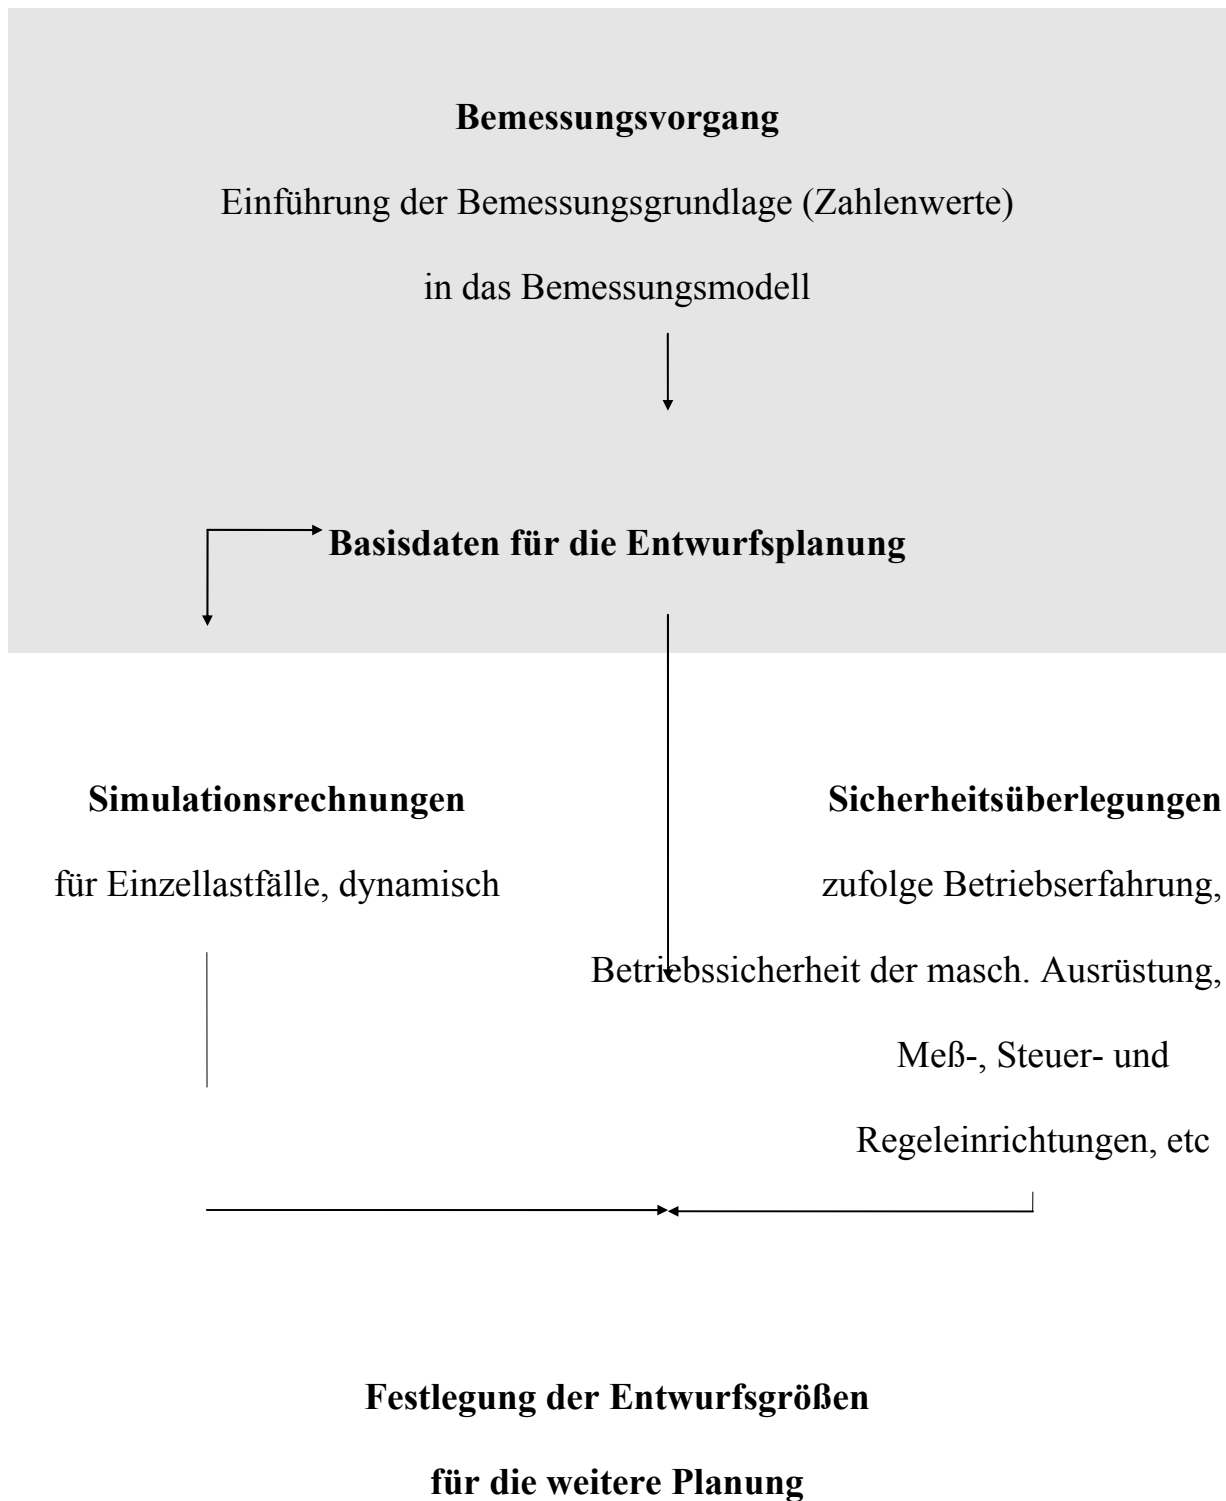 Bemessungsvorgang
Einführung der Bemessungsgrundlage (Zahlenwerte)
in das Bemessungsmodell
Basisdaten für die Entwurfsplanung
Simulationsrechnungen
für Einzellastfälle, dynamisch
Sicherheitsüberlegungen
zufolge Betriebserfahrung,
Betriebssicherheit der masch. Ausrüstung,
Meß-, Steuer- und
Regeleinrichtungen, etc
Festlegung der Entwurfsgrößen
für die weitere Planung